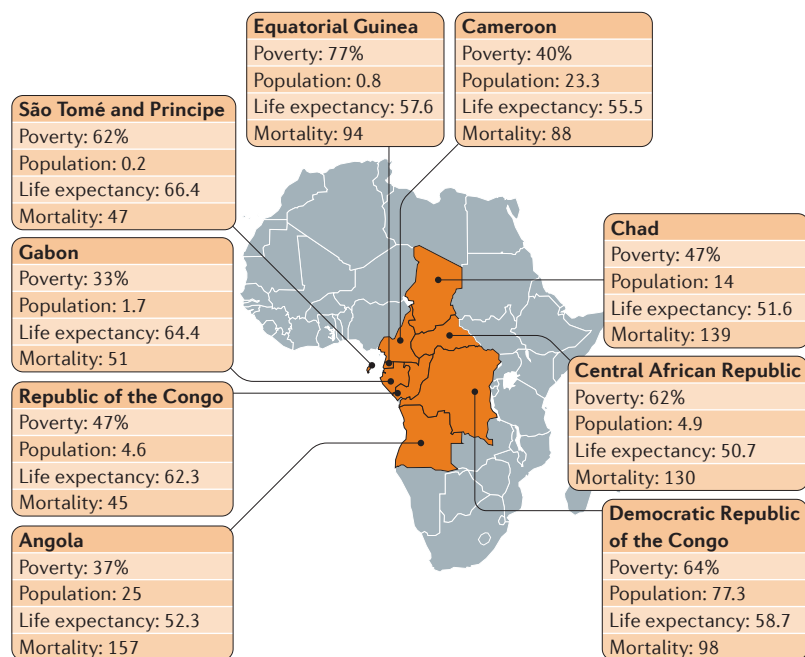 Equatorial Guinea
Poverty: 77%
Population: 0.8
Life expectancy: 57.6
Mortality: 94
Cameroon
Poverty: 40%
Population: 23.3
Life expectancy: 55.5
Mortality: 88
São Tomé and Principe
Poverty: 62%
Population: 0.2
Life expectancy: 66.4
Mortality: 47
Gabon
Poverty: 33%
Population: 1.7
Life expectancy: 64.4
Mortality: 51
Republic of the Congo
Poverty: 47%
Population: 4.6
Life expectancy: 62.3
Mortality: 45
Angola
Poverty: 37%
Population: 25
Life expectancy: 52.3
Mortality: 157
Chad
Poverty: 47%
Population: 14
Life expectancy: 51.6
Mortality: 139
Central African Republic
Poverty: 62%
Population: 4.9
Life expectancy: 50.7
Mortality: 130
Democratic Republic
of the Congo
Poverty: 64%
Population: 77.3
Life expectancy: 58.7
Mortality: 98